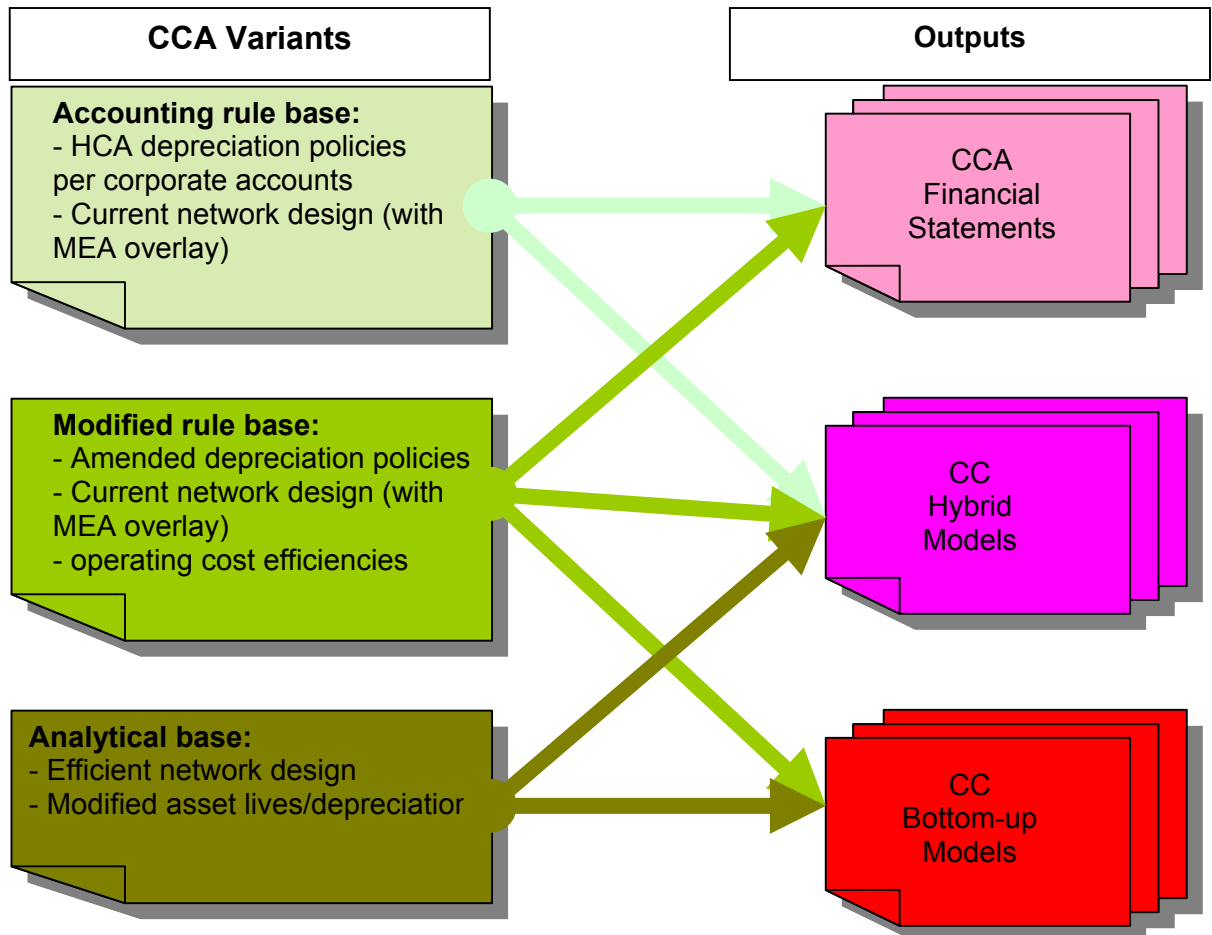 CCA Variants
Outputs
Accounting rule base:
- HCA depreciation policies
per corporate accounts
- Current network design (with
MEA overlay)
CCA
Financial
Statements
Modified rule base:
- Amended depreciation policies
- Current network design (with
MEA overlay)
- operating cost efficiencies
CC
Hybrid
Models
Analytical base:
- Efficient network design
- Modified asset lives/depreciatior
CC
Bottom-up
Models